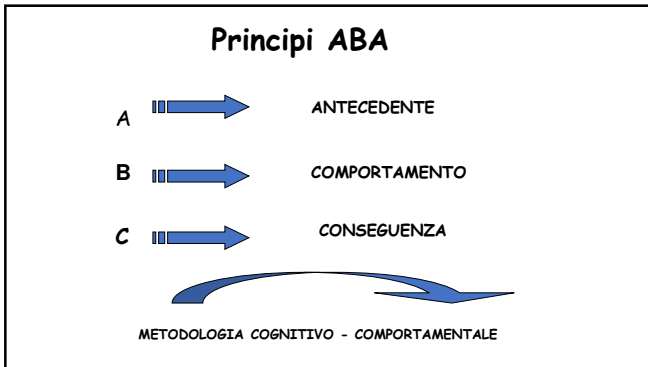 Principi ABA
A ANTECEDENTE
B COMPORTAMENTO
C CONSEGUENZA
METODOLOGIA COGNITIVO - COMPORTAMENTALE